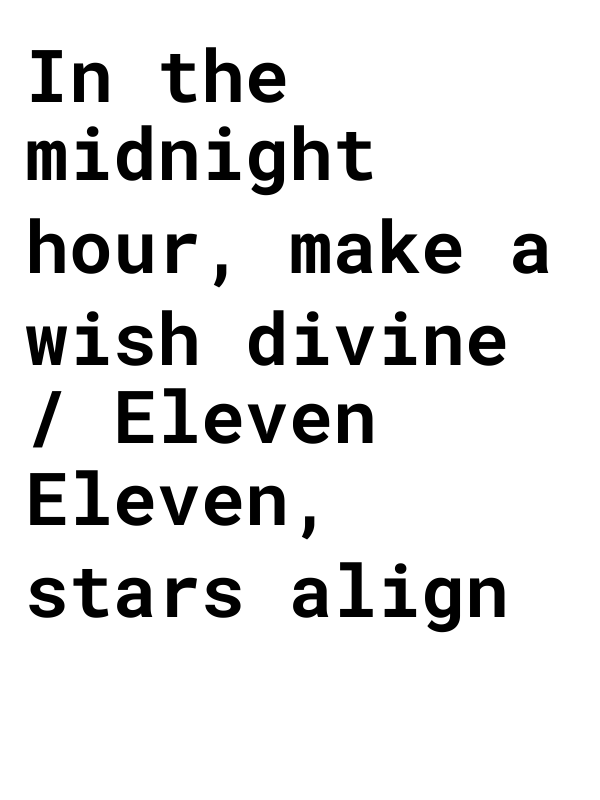 In the
midnight
hour, make a
wish divine
/ Eleven
Eleven,
stars align